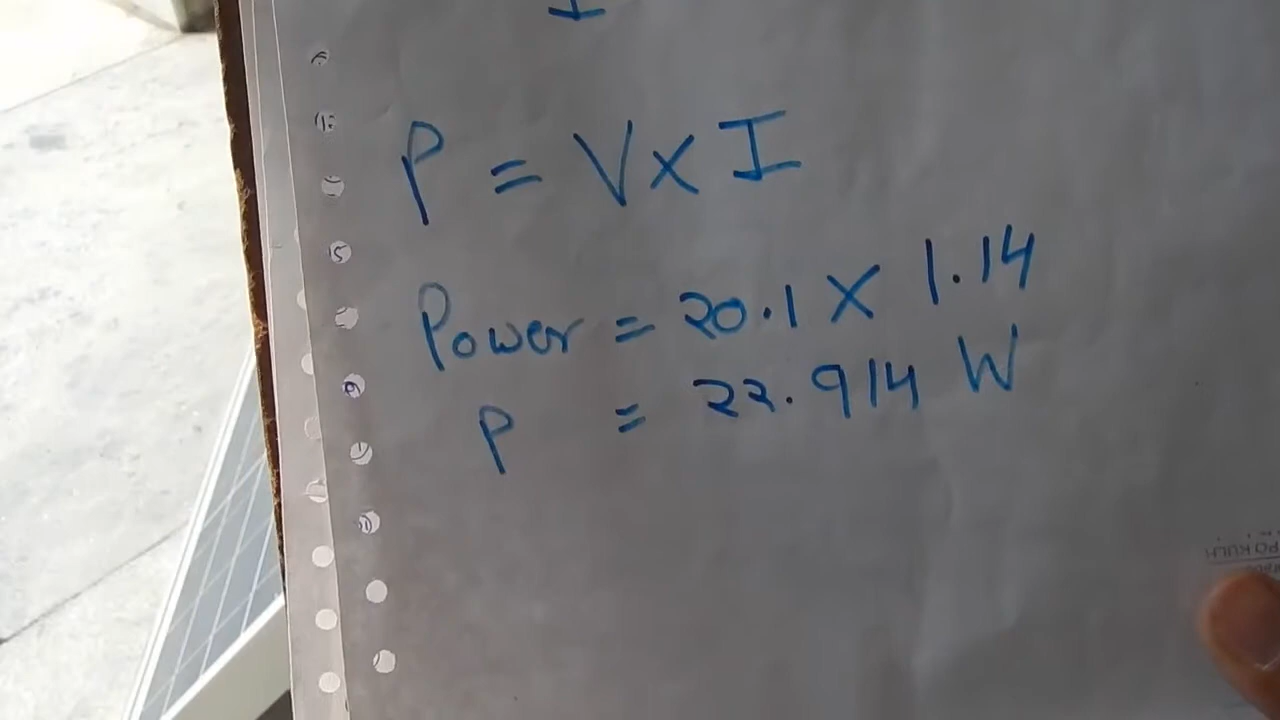 I
P = V x I
Power = 20.1 x 1.14
P = 22.914 W